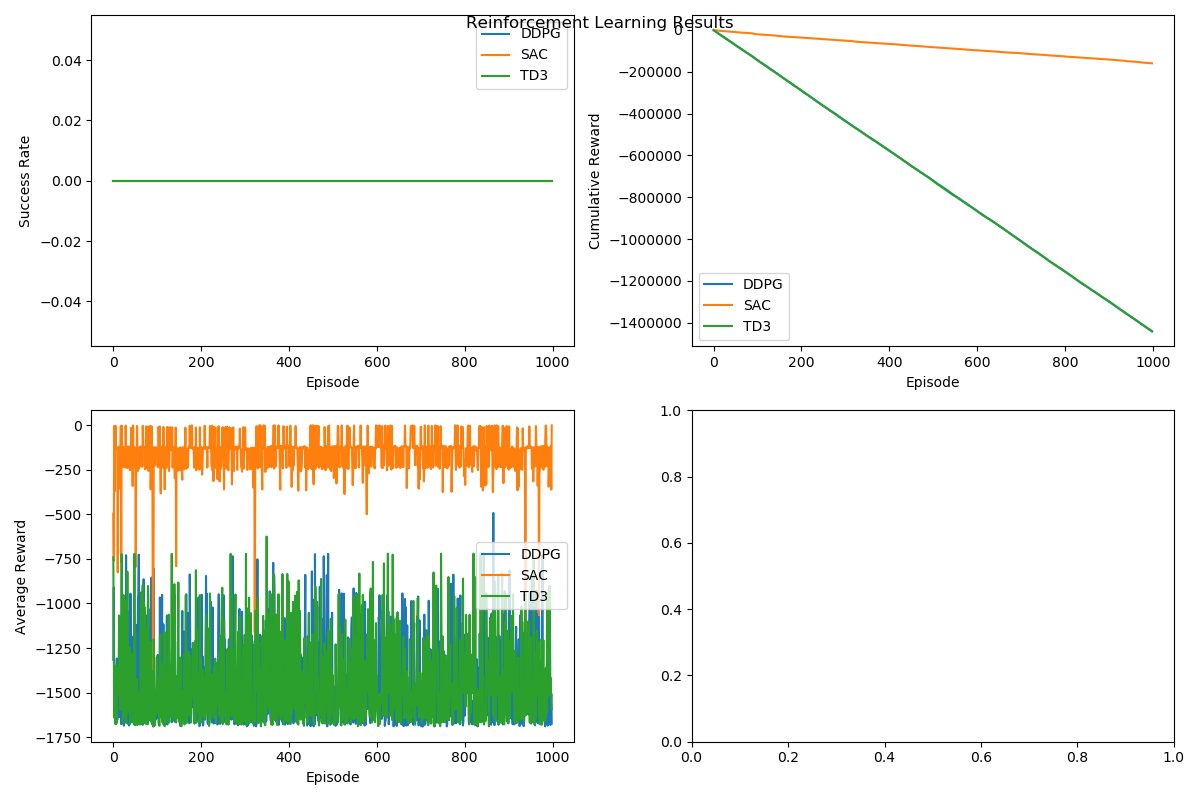 Reinforcement Learning Results
DDPG
SAC
TD3
0.04
0.02
0.00
−0.02
−0.04
Success Rate
0 200 400 600 800 1000
Episode
0
−200000
−400000
−600000
−800000
−1000000
−1200000
−1400000
Cumulative Reward
DDPG
SAC
TD3
0 200 400 600 800 1000
Episode
0
−250
−500
−750
−1000
−1250
−1500
−1750
Average Reward
DDPG
SAC
TD3
0 200 400 600 800 1000
Episode
1.0
0.8
0.6
0.4
0.2
0.0
0.0 0.2 0.4 0.6 0.8 1.0